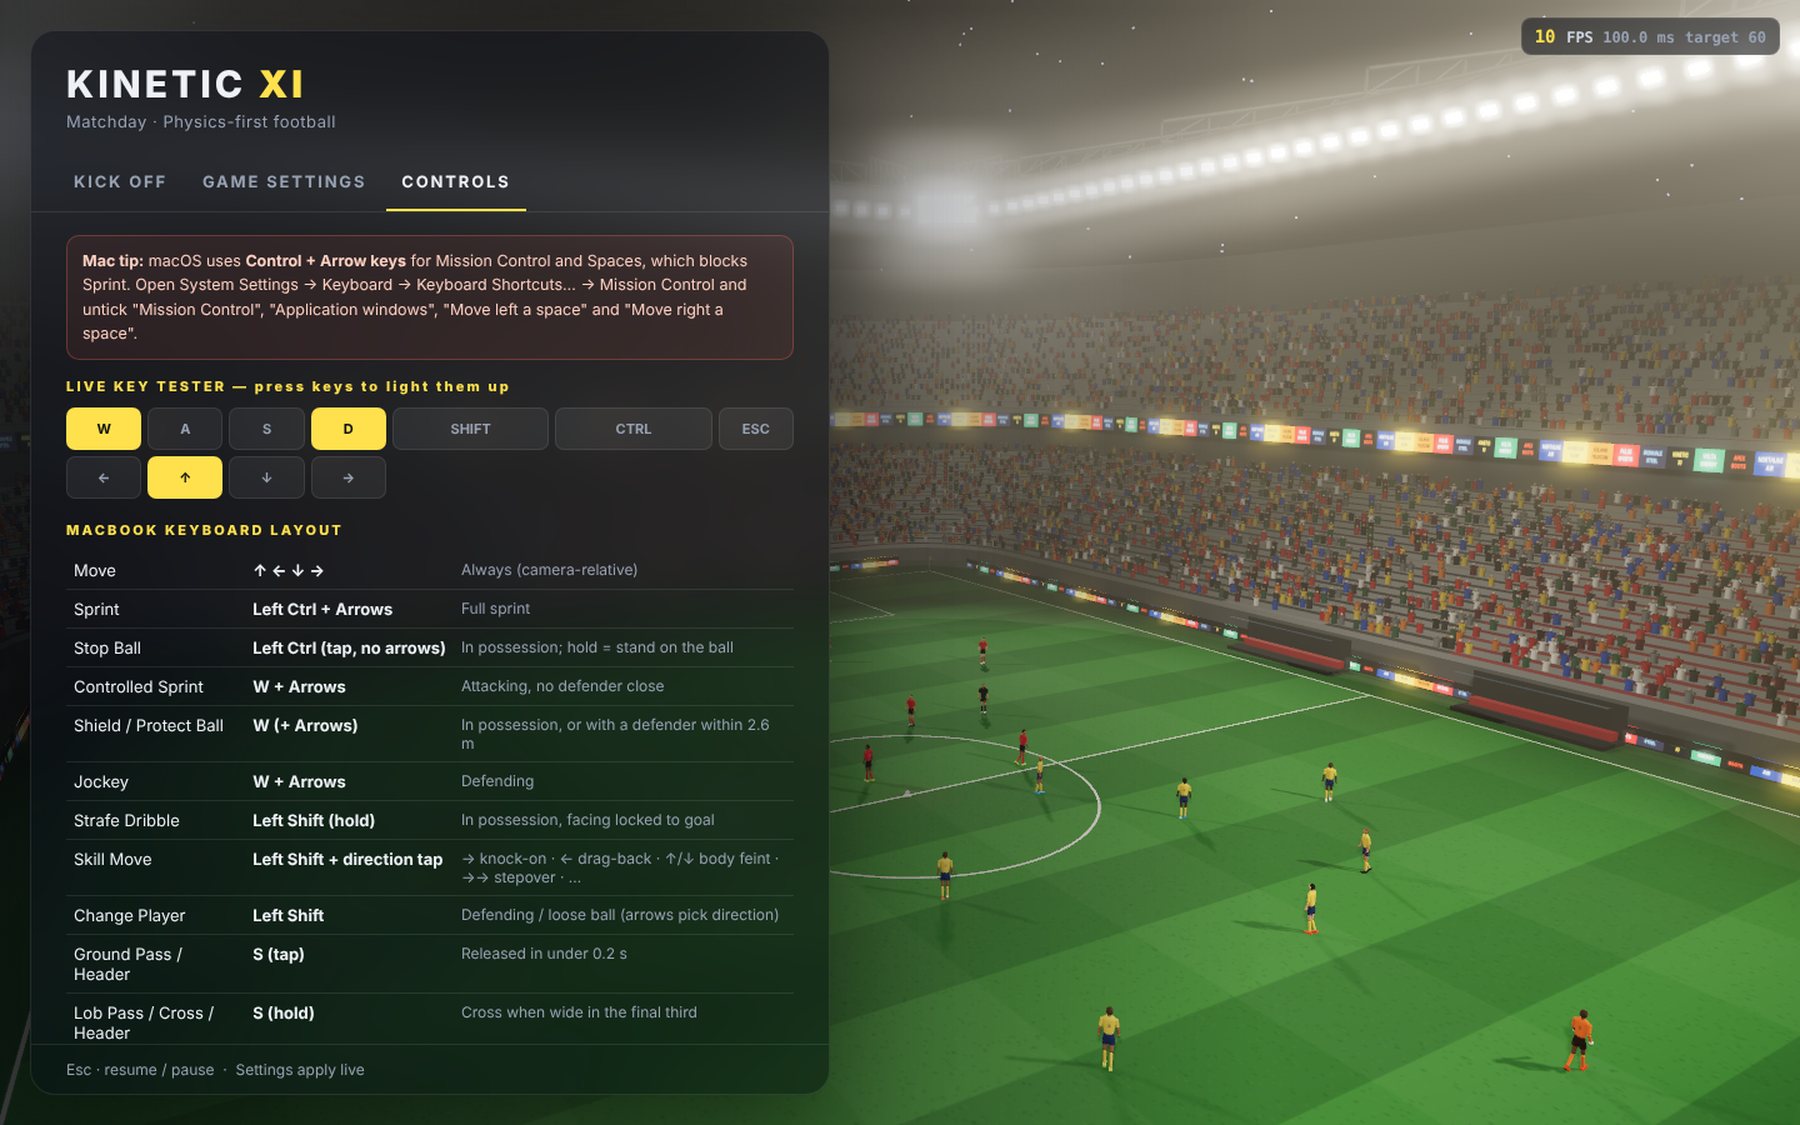 KINETIC XI
Matchday · Physics-first football
10 FPS 100.0 ms target 60
KICK OFF GAME SETTINGS CONTROLS
Mac tip: macOS uses Control + Arrow keys for Mission Control and Spaces, which blocks
Sprint. Open System Settings → Keyboard → Keyboard Shortcuts... → Mission Control and
untick "Mission Control", "Application windows", "Move left a space" and "Move right a
space".
LIVE KEY TESTER — press keys to light them up
W A S D SHIFT CTRL ESC
← ↑ ↓ →
MACBOOK KEYBOARD LAYOUT
Move ↑ ← ↓ → Always (camera-relative)
Sprint Left Ctrl + Arrows Full sprint
Stop Ball Left Ctrl (tap, no arrows) In possession; hold = stand on the ball
Controlled Sprint W + Arrows Attacking, no defender close
Shield / Protect Ball W (+ Arrows) In possession, or with a defender within 2.6
m
Jockey W + Arrows Defending
Strafe Dribble Left Shift (hold) In possession, facing locked to goal
Skill Move Left Shift + direction tap → knock-on · ← drag-back · ↑/↓ body feint ·
→→ stepover · ...
Change Player Left Shift Defending / loose ball (arrows pick direction)
Ground Pass / S (tap) Released in under 0.2 s
Header
Lob Pass / Cross / S (hold) Cross when wide in the final third
Header
Esc · resume / pause · Settings apply live